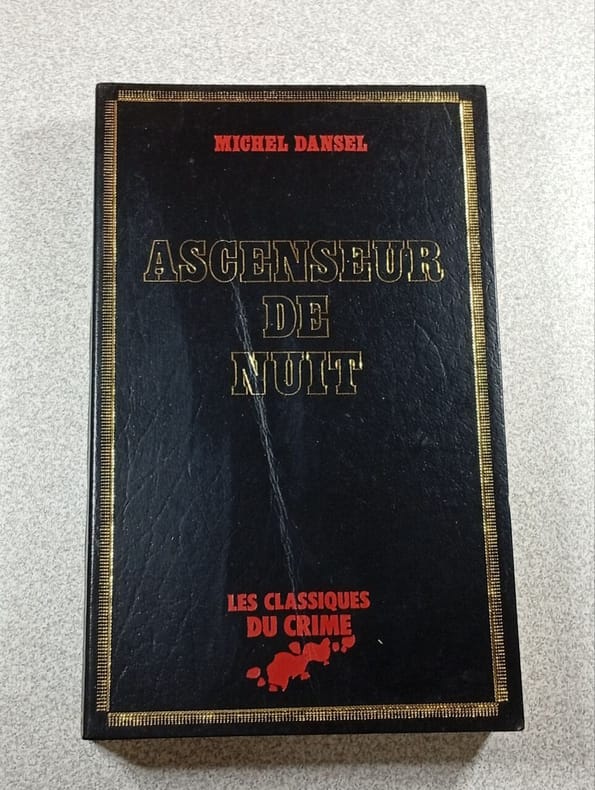 MICHEL DANSEL
ASCENSEUR
DE
NUIT
LES CLASSIQUES
DU CRIME